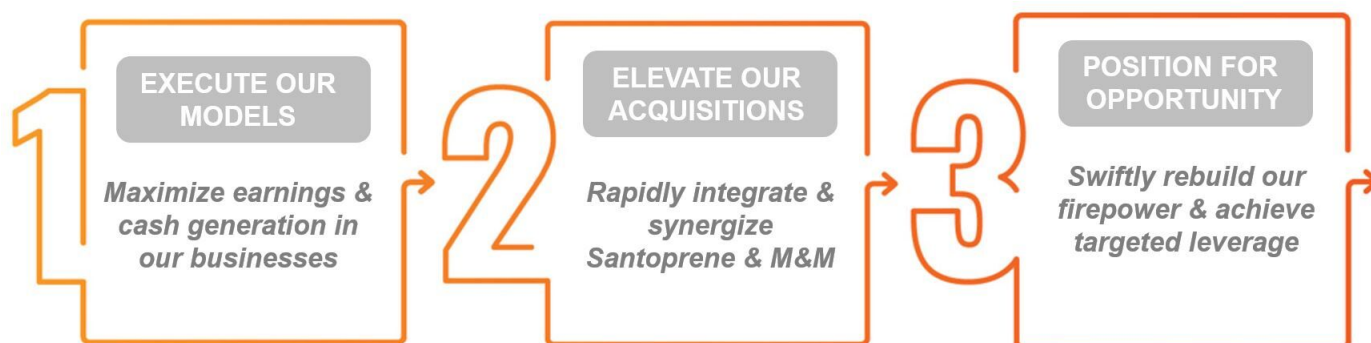 1
EXECUTE OUR
MODELS
Maximize earnings &
cash generation in
our businesses
2
ELEVATE OUR
ACQUISITIONS
Rapidly integrate &
synergize
Santoprene & M&M
3
POSITION FOR
OPPORTUNITY
Swiftly rebuild our
firepower & achieve
targeted leverage